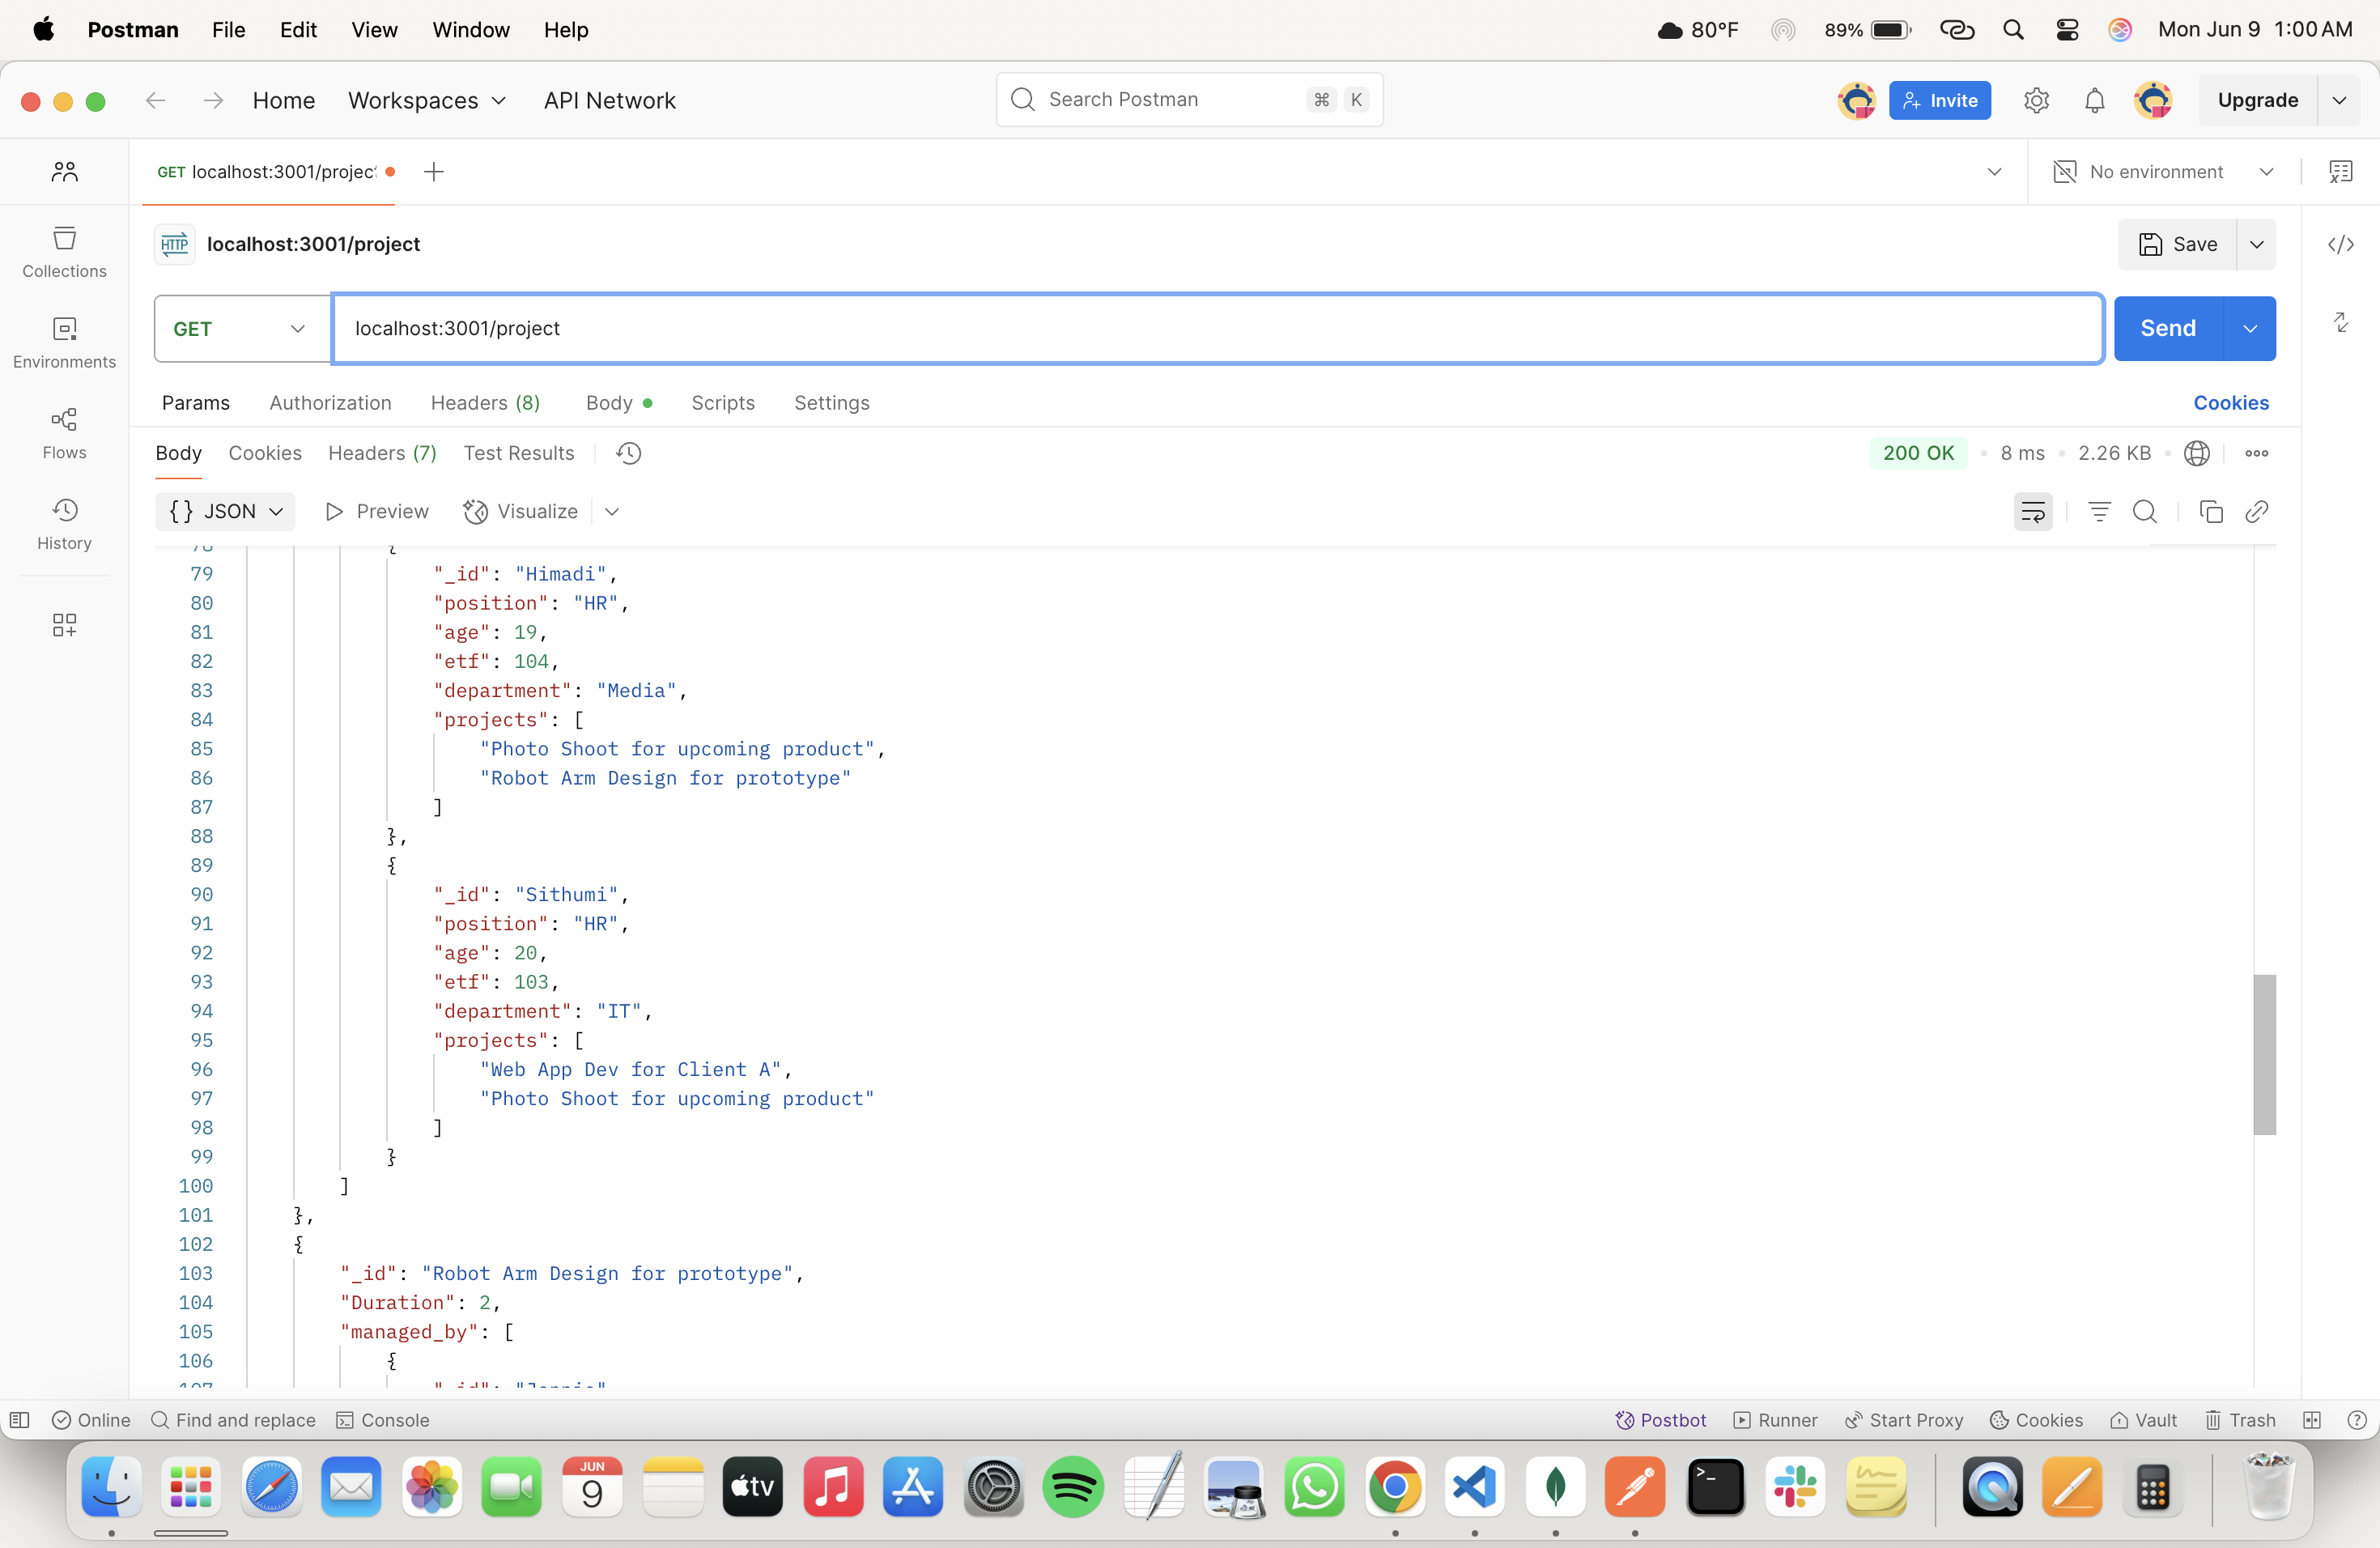 Postman File Edit View Window Help 80°F 89% Mon Jun 9 1:00 AM
Home Workspaces API Network Search Postman ⌘ K Invite Upgrade
GET localhost:3001/projec No environment
HTTP localhost:3001/project Save
Collections
GET localhost:3001/project Send
Environments
Params Authorization Headers (8) Body Scripts Settings Cookies
Flows
Body Cookies Headers (7) Test Results 200 OK 8 ms 2.26 KB
{} JSON Preview Visualize
History
78 {
79 "_id": "Himadi",
80 "position": "HR",
81 "age": 19,
82 "etf": 104,
83 "department": "Media",
84 "projects": [
85 "Photo Shoot for upcoming product",
86 "Robot Arm Design for prototype"
87 ]
88 },
89 {
90 "_id": "Sithumi",
91 "position": "HR",
92 "age": 20,
93 "etf": 103,
94 "department": "IT",
95 "projects": [
96 "Web App Dev for Client A",
97 "Photo Shoot for upcoming product"
98 ]
99 }
100 ]
101 },
102 {
103 "_id": "Robot Arm Design for prototype",
104 "Duration": 2,
105 "managed_by": [
106 {
107 "_id":
Online Find and replace Console Postbot Runner Start Proxy Cookies Vault Trash
JUN
9
tv